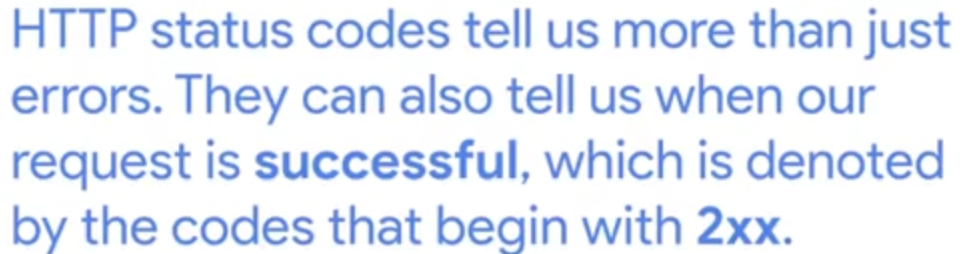 HTTP status codes tell us more than just
errors. They can also tell us when our
request is successful, which is denoted
by the codes that begin with 2xx.